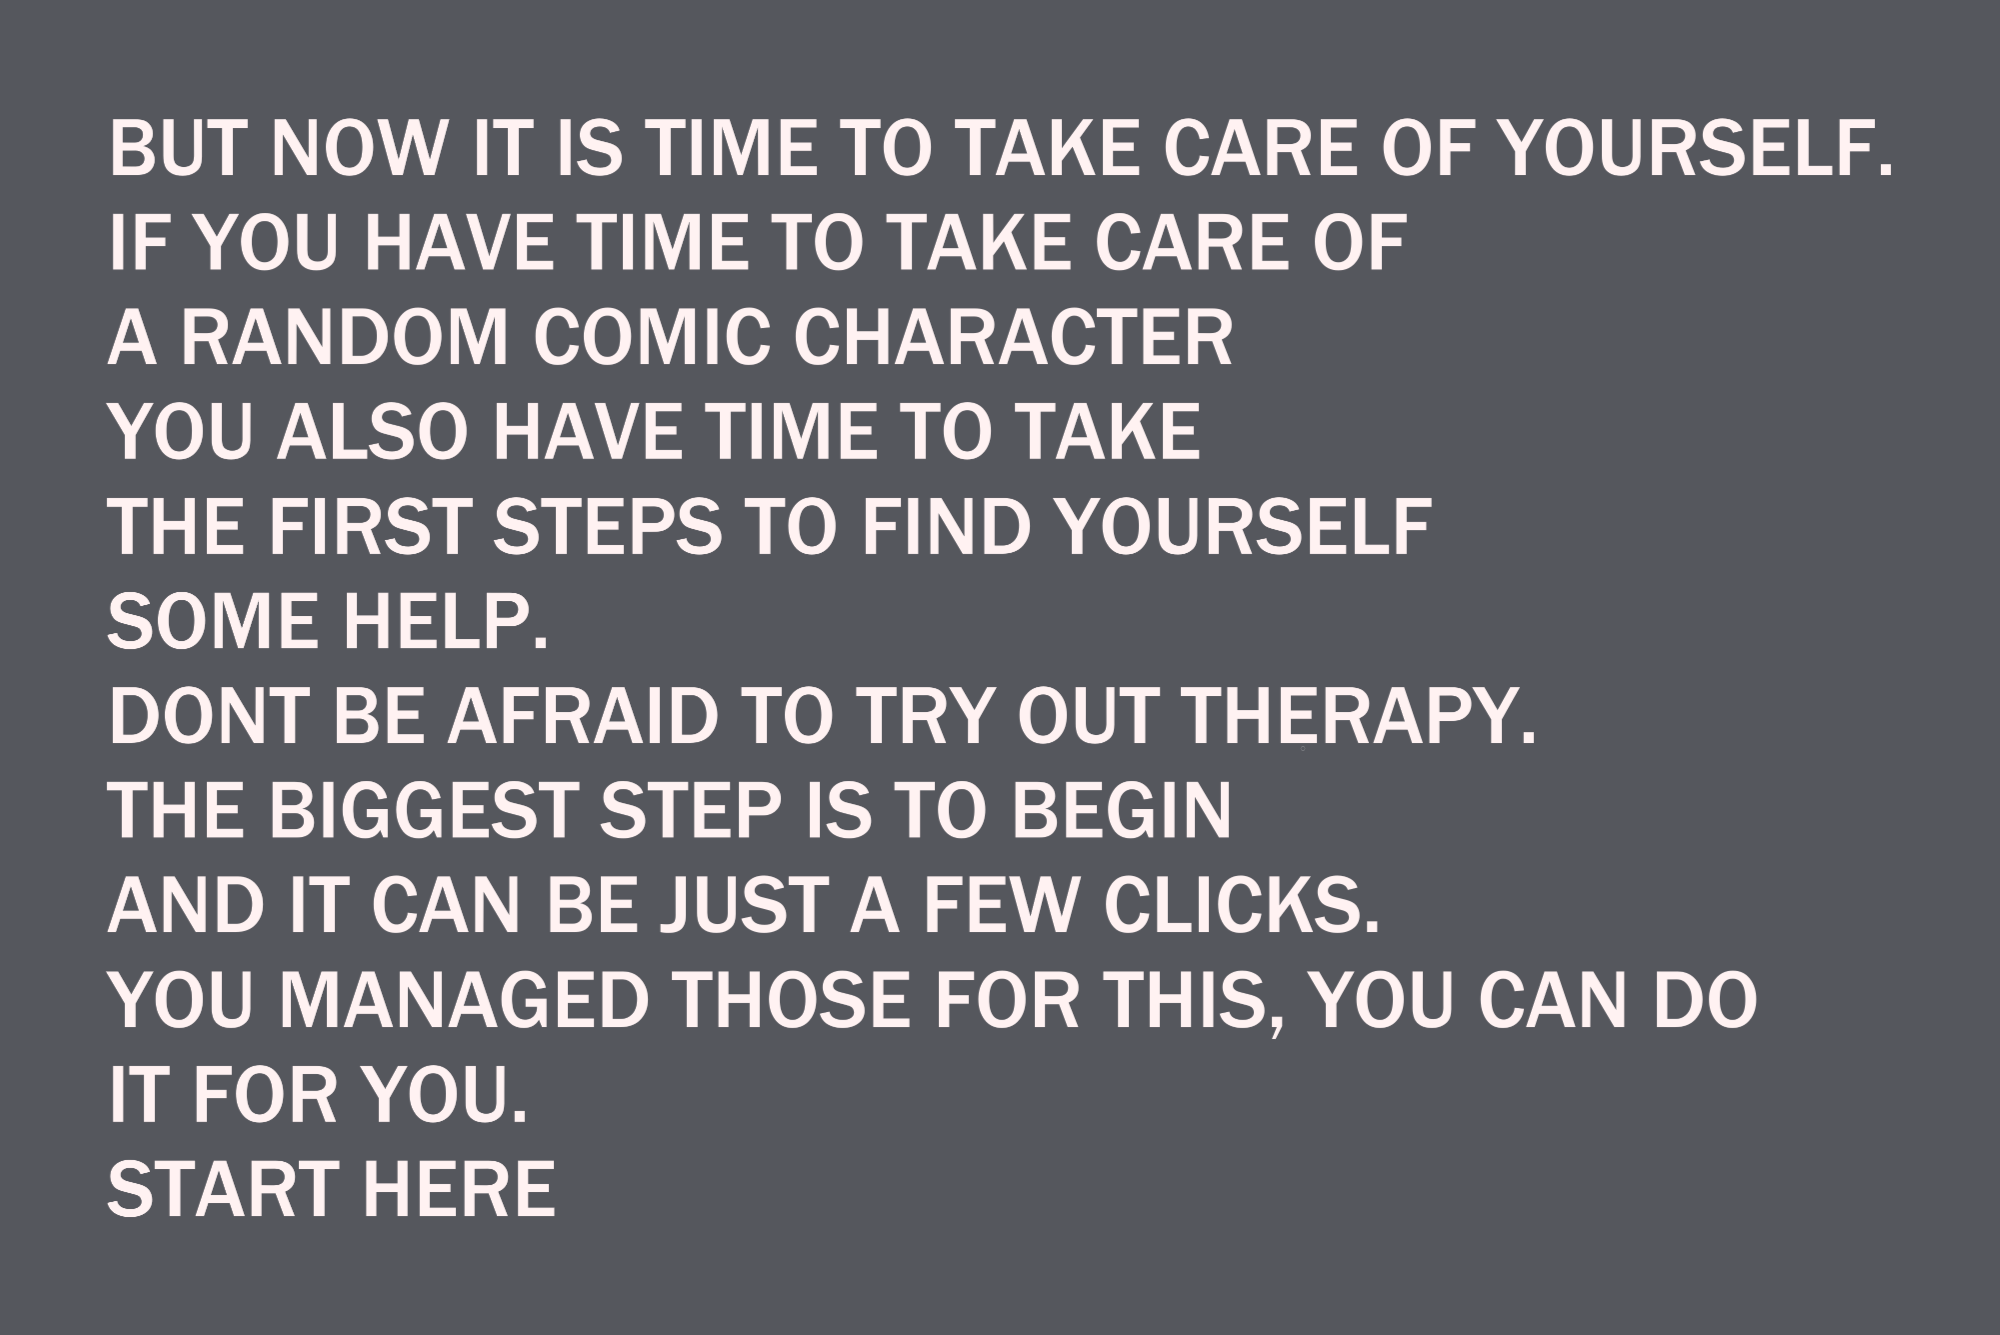 BUT NOW IT IS TIME TO TAKE CARE OF YOURSELF.
IF YOU HAVE TIME TO TAKE CARE OF
A RANDOM COMIC CHARACTER
YOU ALSO HAVE TIME TO TAKE
THE FIRST STEPS TO FIND YOURSELF
SOME HELP.
DONT BE AFRAID TO TRY OUT THERAPY.
THE BIGGEST STEP IS TO BEGIN
AND IT CAN BE JUST A FEW CLICKS.
YOU MANAGED THOSE FOR THIS, YOU CAN DO
IT FOR YOU.
START HERE